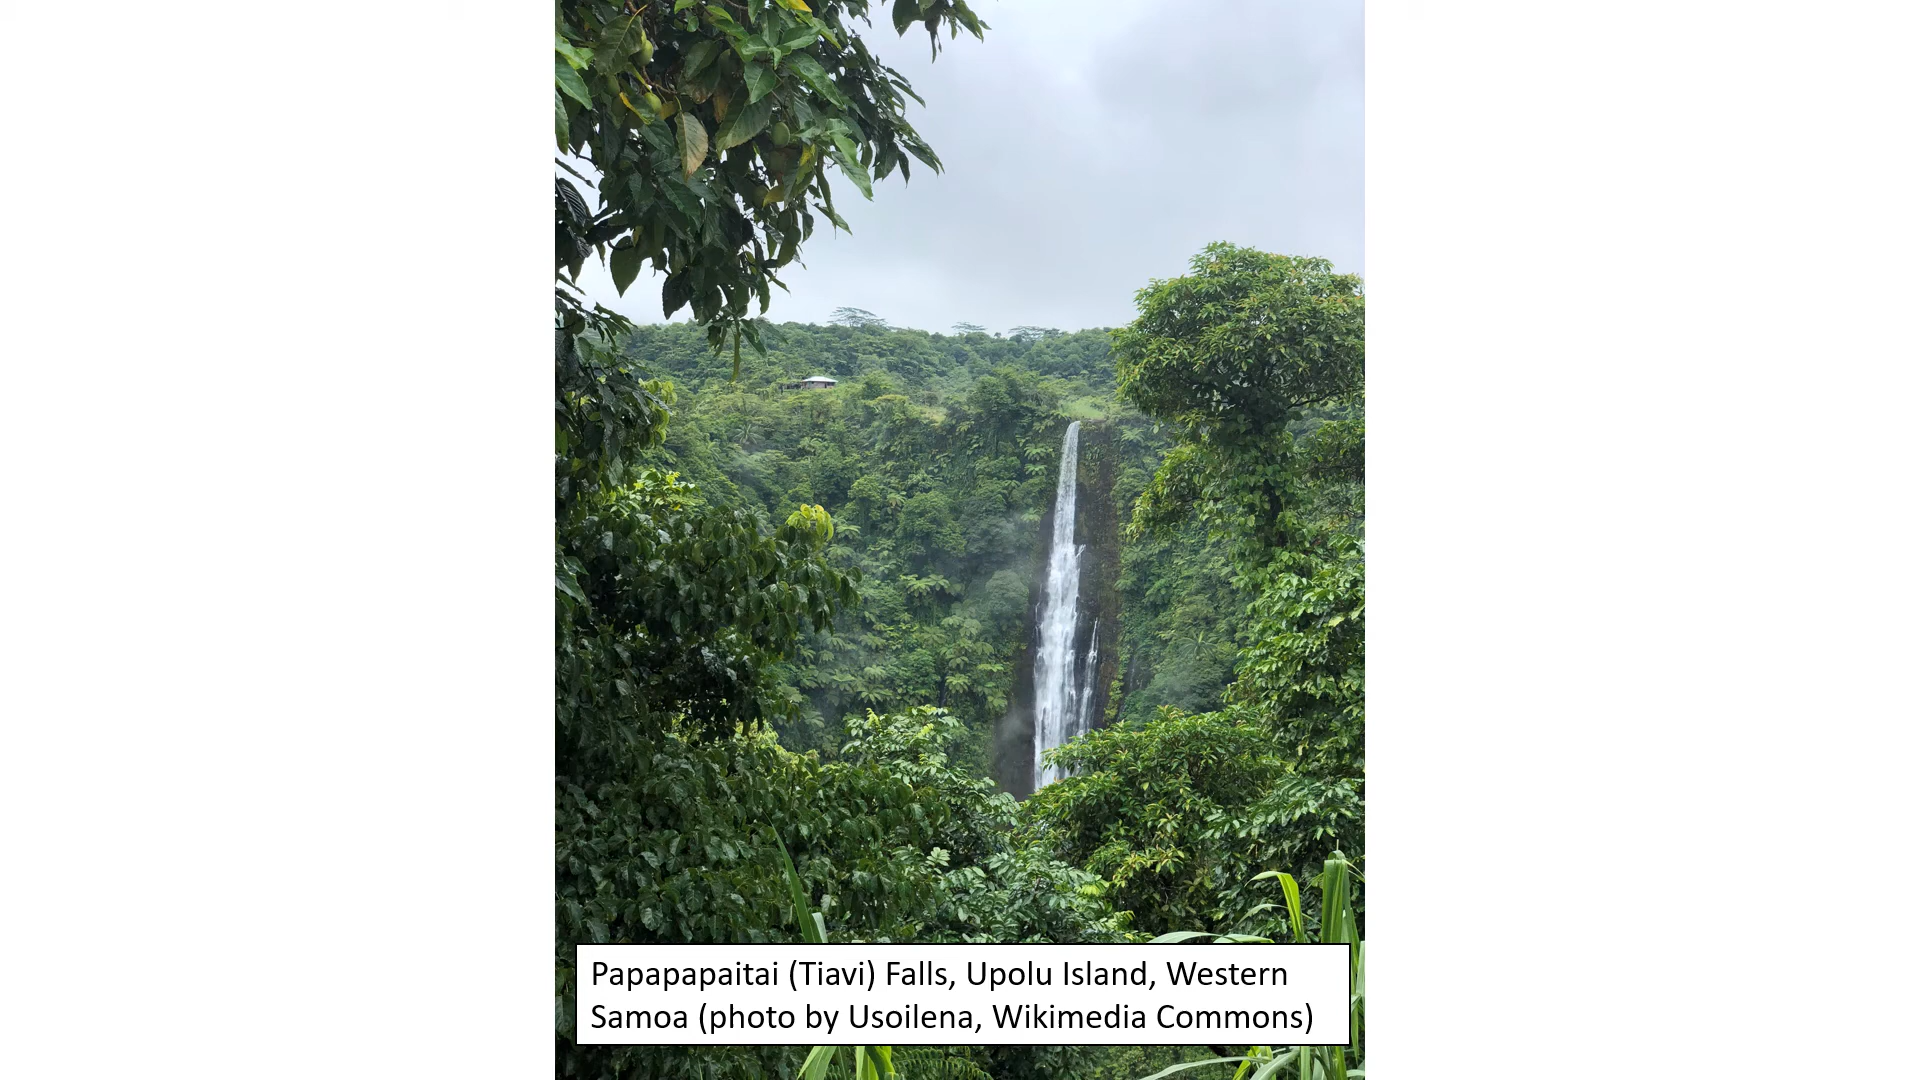 Papapapaitai (Tiavi) Falls, Upolu Island, Western
Samoa (photo by Usoilena, Wikimedia Commons)